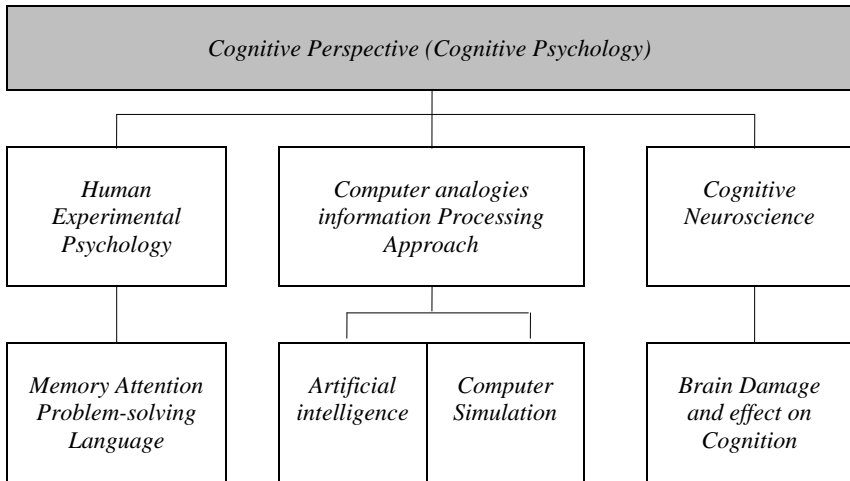 Cognitive Perspective (Cognitive Psychology)
Human
Experimental
Psychology
Computer analogies
information Processing
Approach
Cognitive
Neuroscience
Memory Attention
Problem-solving
Language
Artificial
intelligence
Computer
Simulation
Brain Damage
and effect on
Cognition